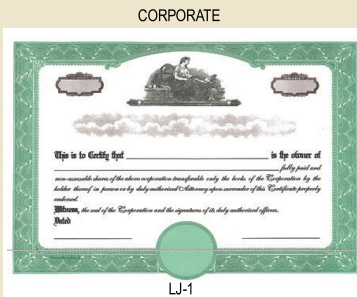 CORPORATE
This is to Certify that is the owner of
fully paid and
non-assessable shares of the above corporation transferable only on the books of the Corporation by the
holder thereof in person or by duly authorized Attorney upon surrender of this Certificate properly
endorsed.
Witness, the seal of the Corporation and the signatures of its duly authorized officers.
Dated
LJ-1